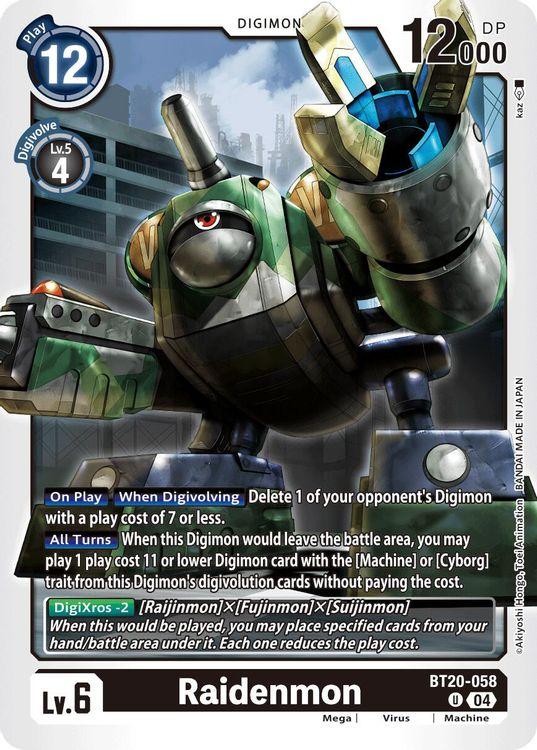 DIGIMON
Play
12
12000
DP
Digivolve
Lv.5
4
kaz
V
V
On Play When Digivolving Delete 1 of your opponent's Digimon
with a play cost of 7 or less.
All Turns When this Digimon would leave the battle area, you may
play 1 play cost 11 or lower Digimon card with the [Machine] or [Cyborg]
trait from this Digimon's digivolution cards without paying the cost.
DigiXros -2 [Raijinmon]×[Fujinmon]×[Suijinmon]
When this would be played, you may place specified cards from your
hand/battle area under it. Each one reduces the play cost.
©Akiyoshi Hongo, Toei Animation BANDAI MADE IN JAPAN
Lv.6
Raidenmon
BT20-058
U 04
Mega | Virus | Machine